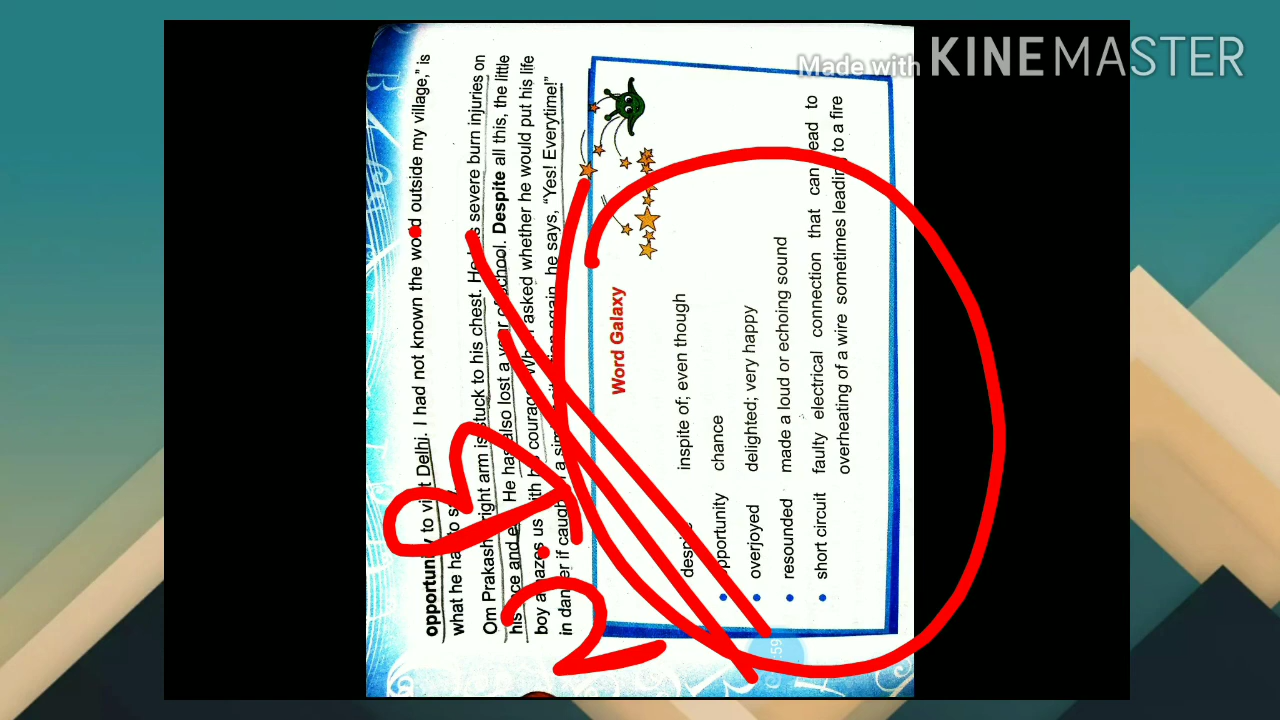 Made with KINEMASTER
opportunity to visit Delhi. I had not known the world outside my village," is
what he has to say.
Om Prakash's right arm is stuck to his chest. He has severe burn injuries on
his face and ear. He has also lost a year of school. Despite all this, the little
boy amazes us with his courage. When asked whether he would put his life
in danger if caught in a similar situation again, he says, "Yes! Everytime!"
Word Galaxy
despite inspite of; even though
opportunity chance
overjoyed delighted; very happy
resounded made a loud or echoing sound
short circuit faulty electrical connection that can lead to
overheating of a wire sometimes leading to a fire